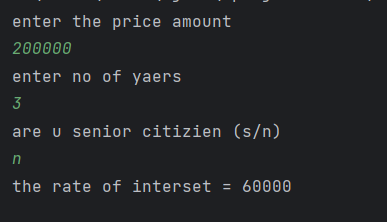 enter the price amount
200000
enter no of yaers
3
are u senior citizien (s/n)
n
the rate of interset = 60000